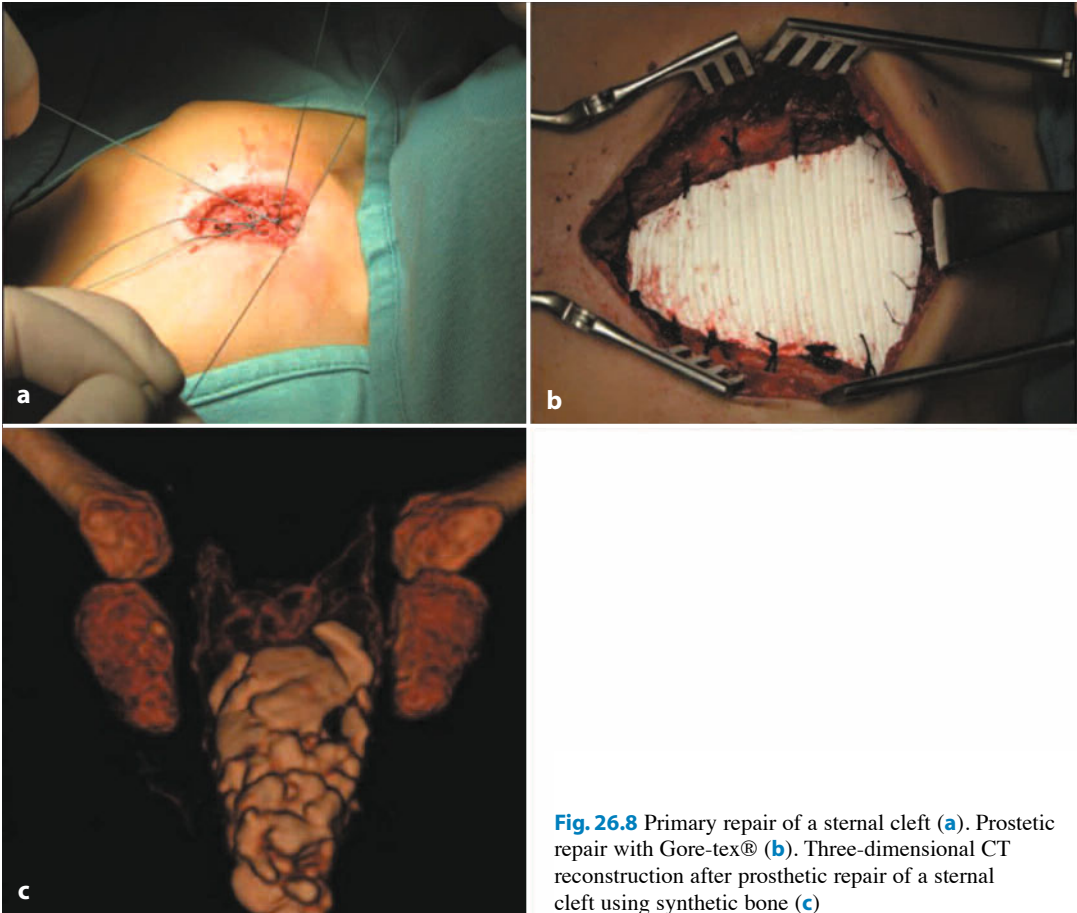 a
b
c
Fig. 26.8 Primary repair of a sternal cleft (a). Prostetic
repair with Gore-tex® (b). Three-dimensional CT
reconstruction after prosthetic repair of a sternal
cleft using synthetic bone (c)